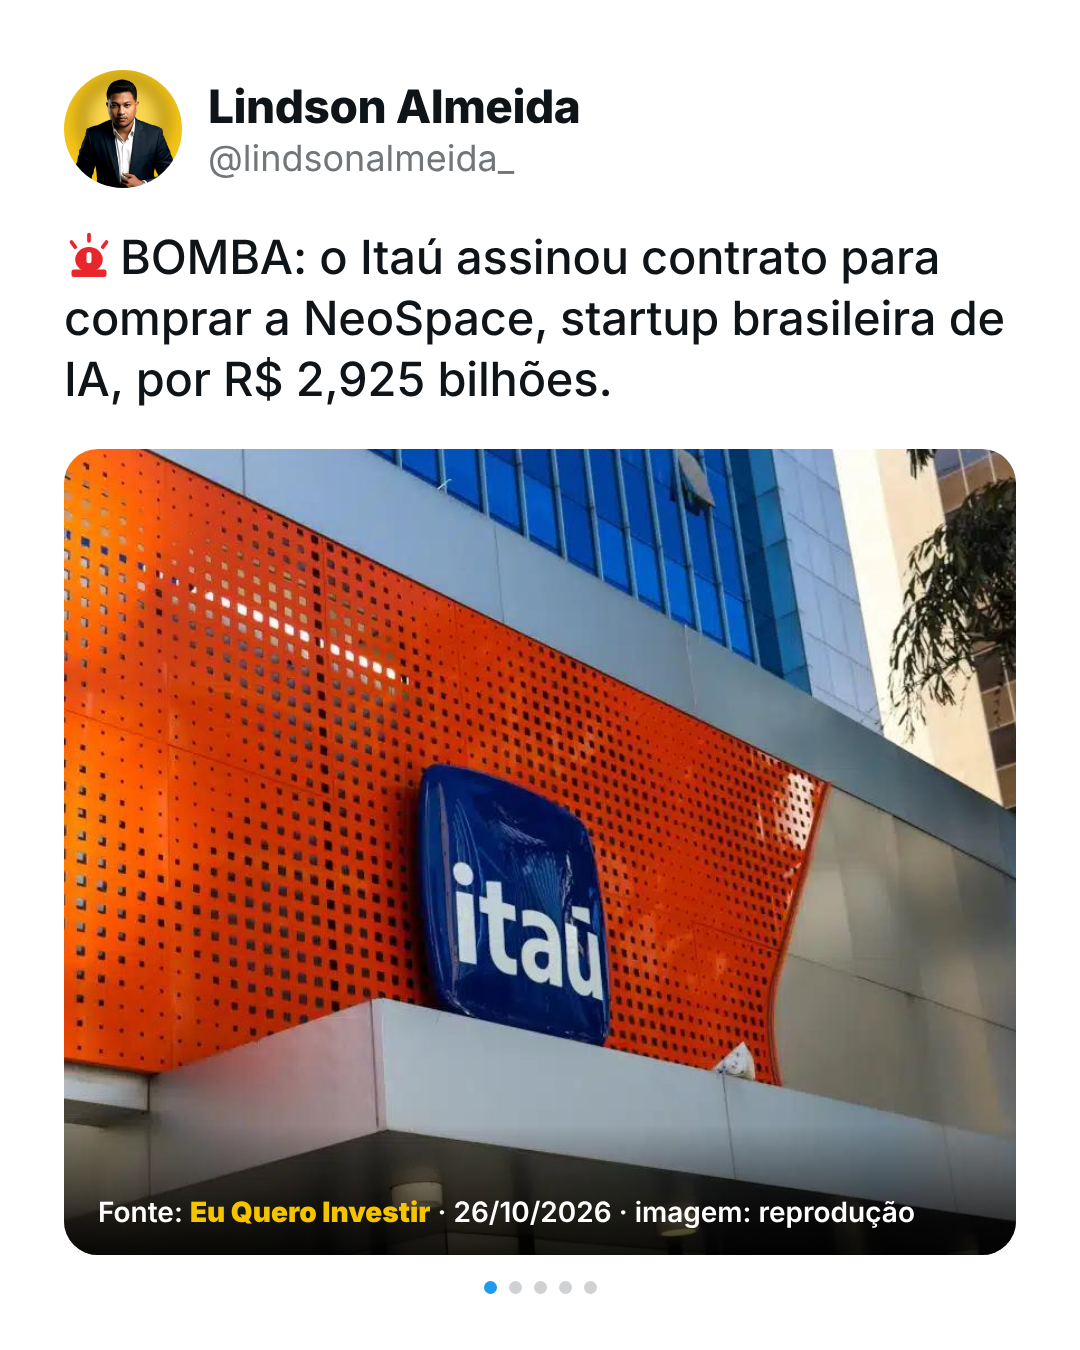 Lindson Almeida
@lindsonalmeida_
🚨 BOMBA: o Itaú assinou contrato para
comprar a NeoSpace, startup brasileira de
IA, por R$ 2,925 bilhões.
itaú
Fonte: Eu Quero Investir · 26/10/2026 · imagem: reprodução